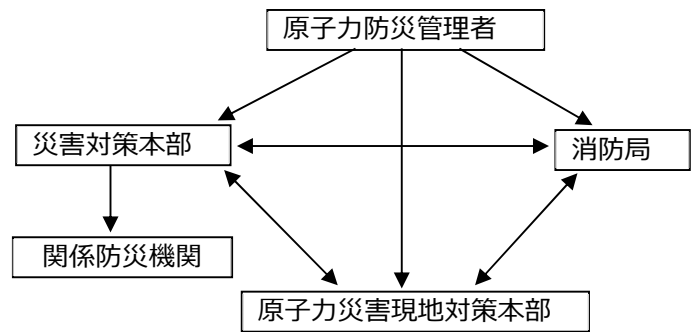 原子力防災管理者
災害対策本部
消防局
関係防災機関
原子力災害現地対策本部